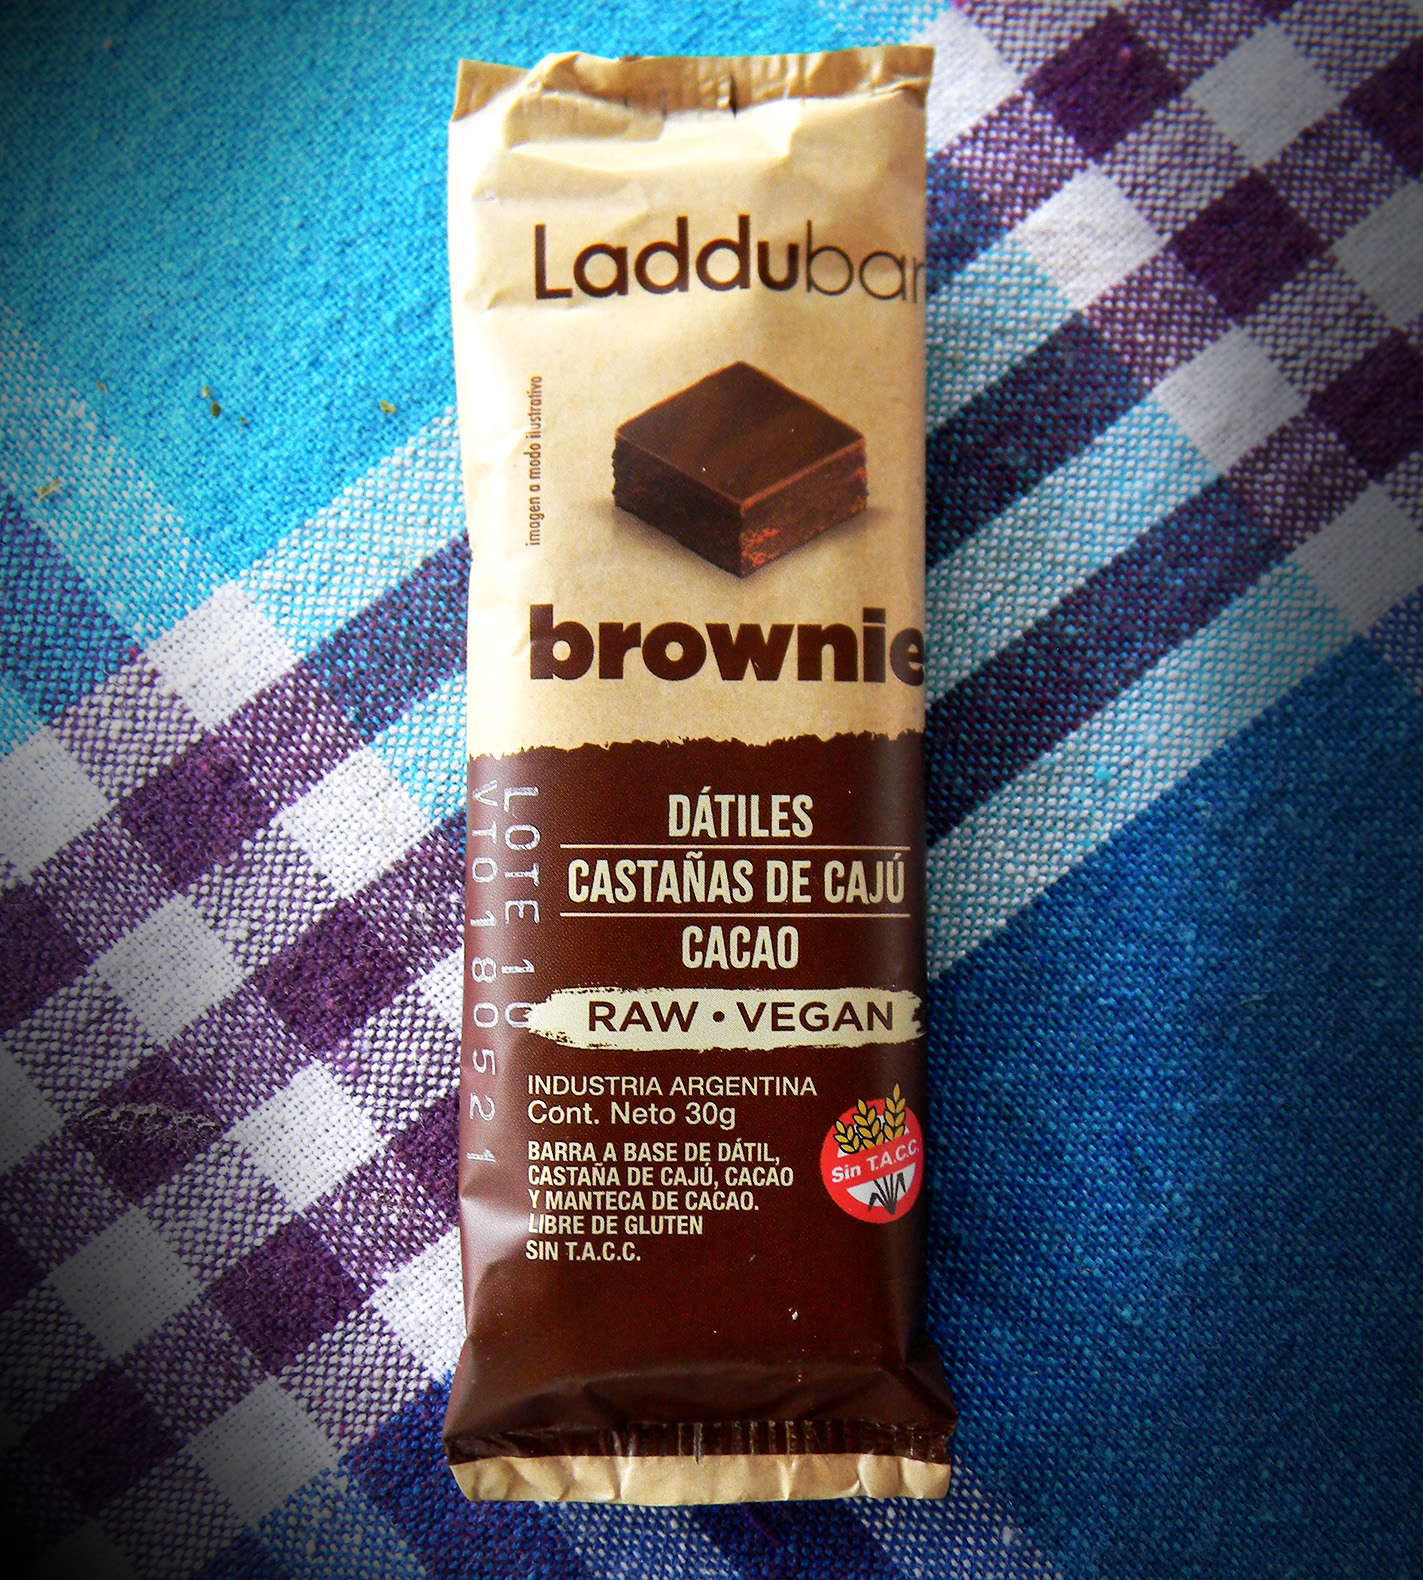 Laddubar
imagen a modo ilustrativo
brownie
DÁTILES
CASTAÑAS DE CAJÚ
CACAO
RAW • VEGAN
LOTE 10
VTO180521
INDUSTRIA ARGENTINA
Cont. Neto 30g
BARRA A BASE DE DÁTIL,
CASTAÑA DE CAJÚ, CACAO
Y MANTECA DE CACAO.
LIBRE DE GLUTEN
SIN T.A.C.C.
Sin T.A.C.C.